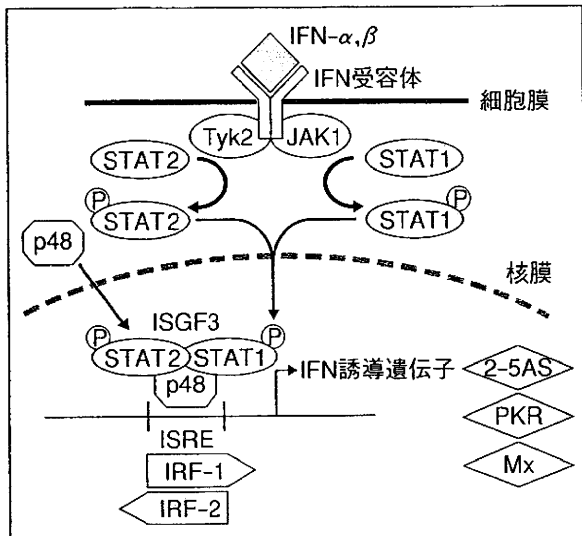 IFN-α,β
IFN受容体
細胞膜
Tyk2
JAK1
STAT2
STAT1
P
STAT2
STAT1
P
p48
核膜
ISGF3
P
STAT2
STAT1
P
p48
IFN誘導遺伝子
2-5AS
PKR
Mx
ISRE
IRF-1
IRF-2